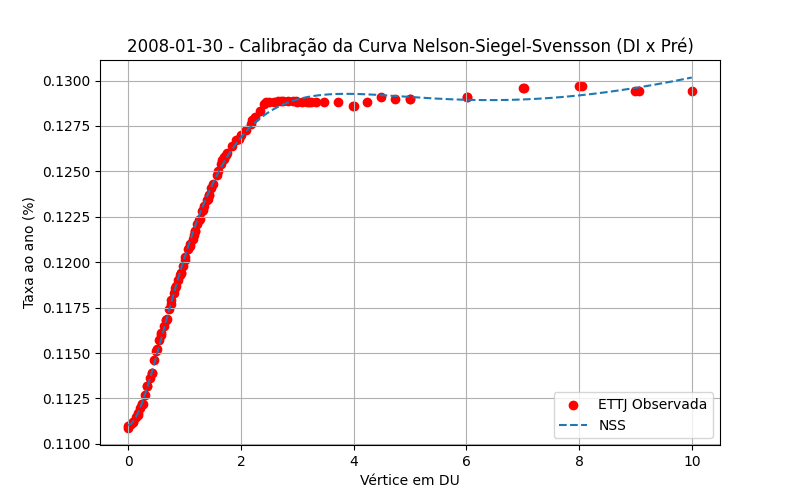 2008-01-30 - Calibração da Curva Nelson-Siegel-Svensson (DI x Pré)
Taxa ao ano (%)
0.1300
0.1275
0.1250
0.1225
0.1200
0.1175
0.1150
0.1125
0.1100
0 2 4 6 8 10
Vértice em DU
ETTJ Observada
NSS